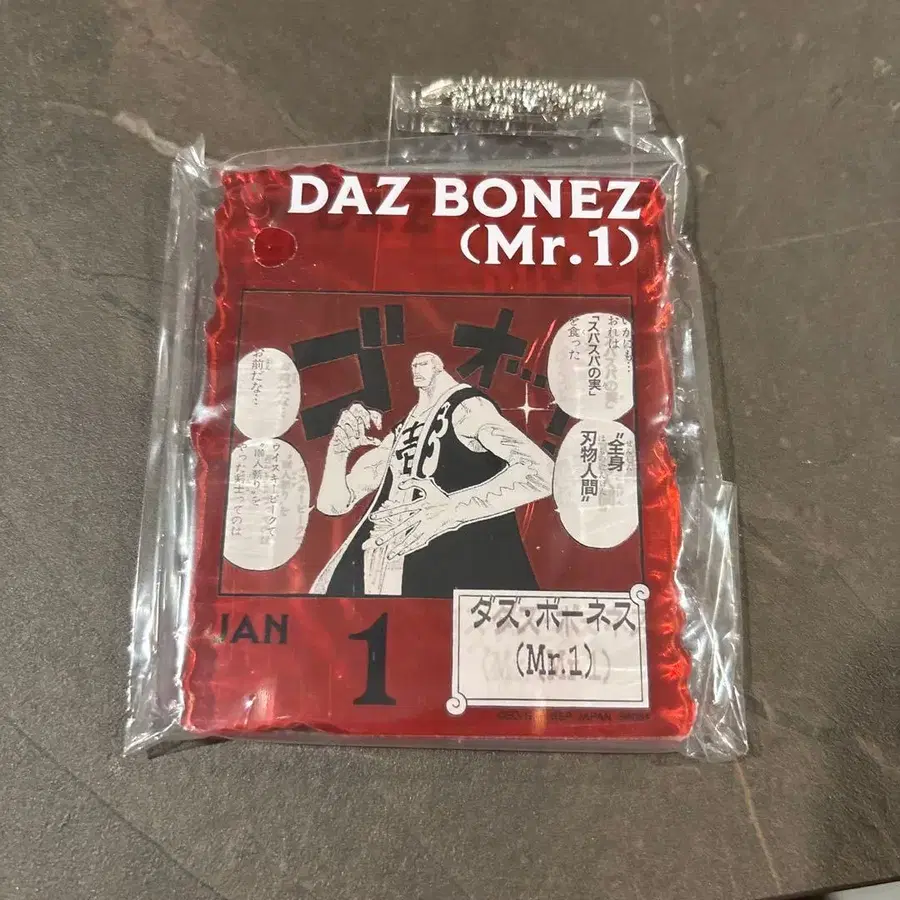 DAZ BONEZ
(Mr.1)
ゴオ…
いかにも…
おれは
「スパスパの実」
を食った
"全身
刃物人間"
お前だな…
ウイスキーピークで
"100人斬り"を
やった剣士ってのは
JAN
1
ダズ・ボーネス
(Mr.1)